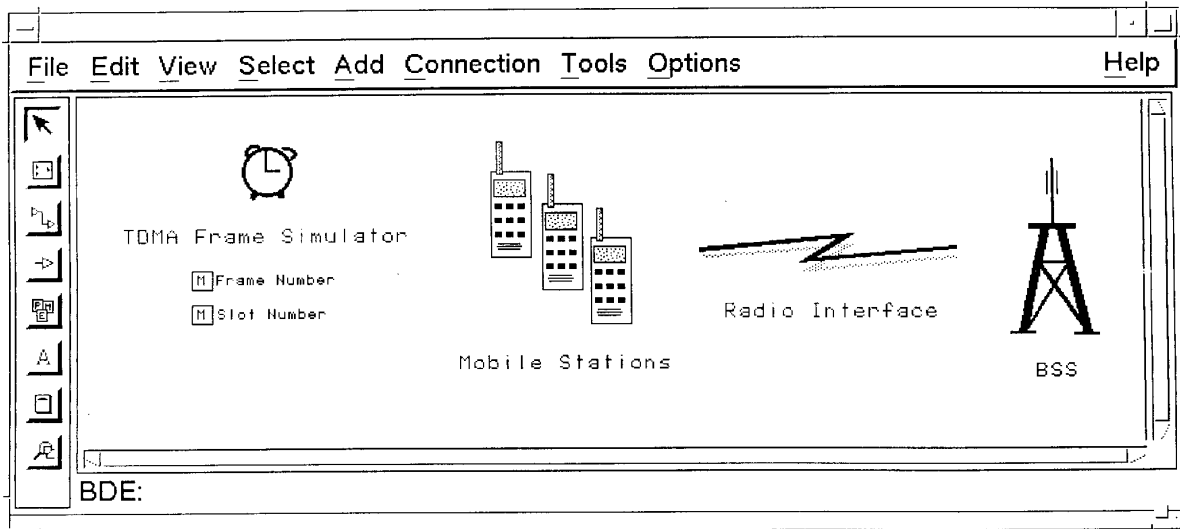 File Edit View Select Add Connection Tools Options Help
TDMA Frame Simulator
M Frame Number
M Slot Number
Mobile Stations
Radio Interface
BSS
A
BDE: